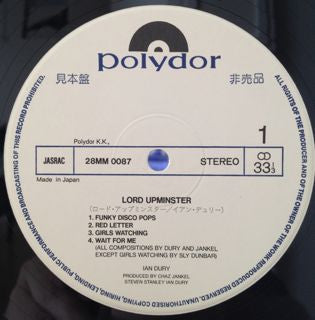 polydor
見本盤
非売品
Polydor K.K.,
JASRAC
28MM 0087
STEREO
1
33 1/3
Made in Japan
LORD UPMINSTER
(ロード・アップミンスター/イアン・デューリー)
1. FUNKY DISCO POPS
2. RED LETTER
3. GIRLS WATCHING
4. WAIT FOR ME
(ALL COMPOSITIONS BY DURY AND JANKEL
EXCEPT GIRLS WATCHING BY SLY DUNBAR)
IAN DURY
PRODUCED BY CHAZ JANKEL
STEVEN STANLEY IAN DURY
ALL RIGHTS OF THE PRODUCER AND OF THE OWNER OF THE WORK REPRODUCED RESERVED. UNAUTHORISED COPYING, HIRING, LENDING, PUBLIC PERFORMANCE AND BROADCASTING OF THIS RECORD PROHIBITED.